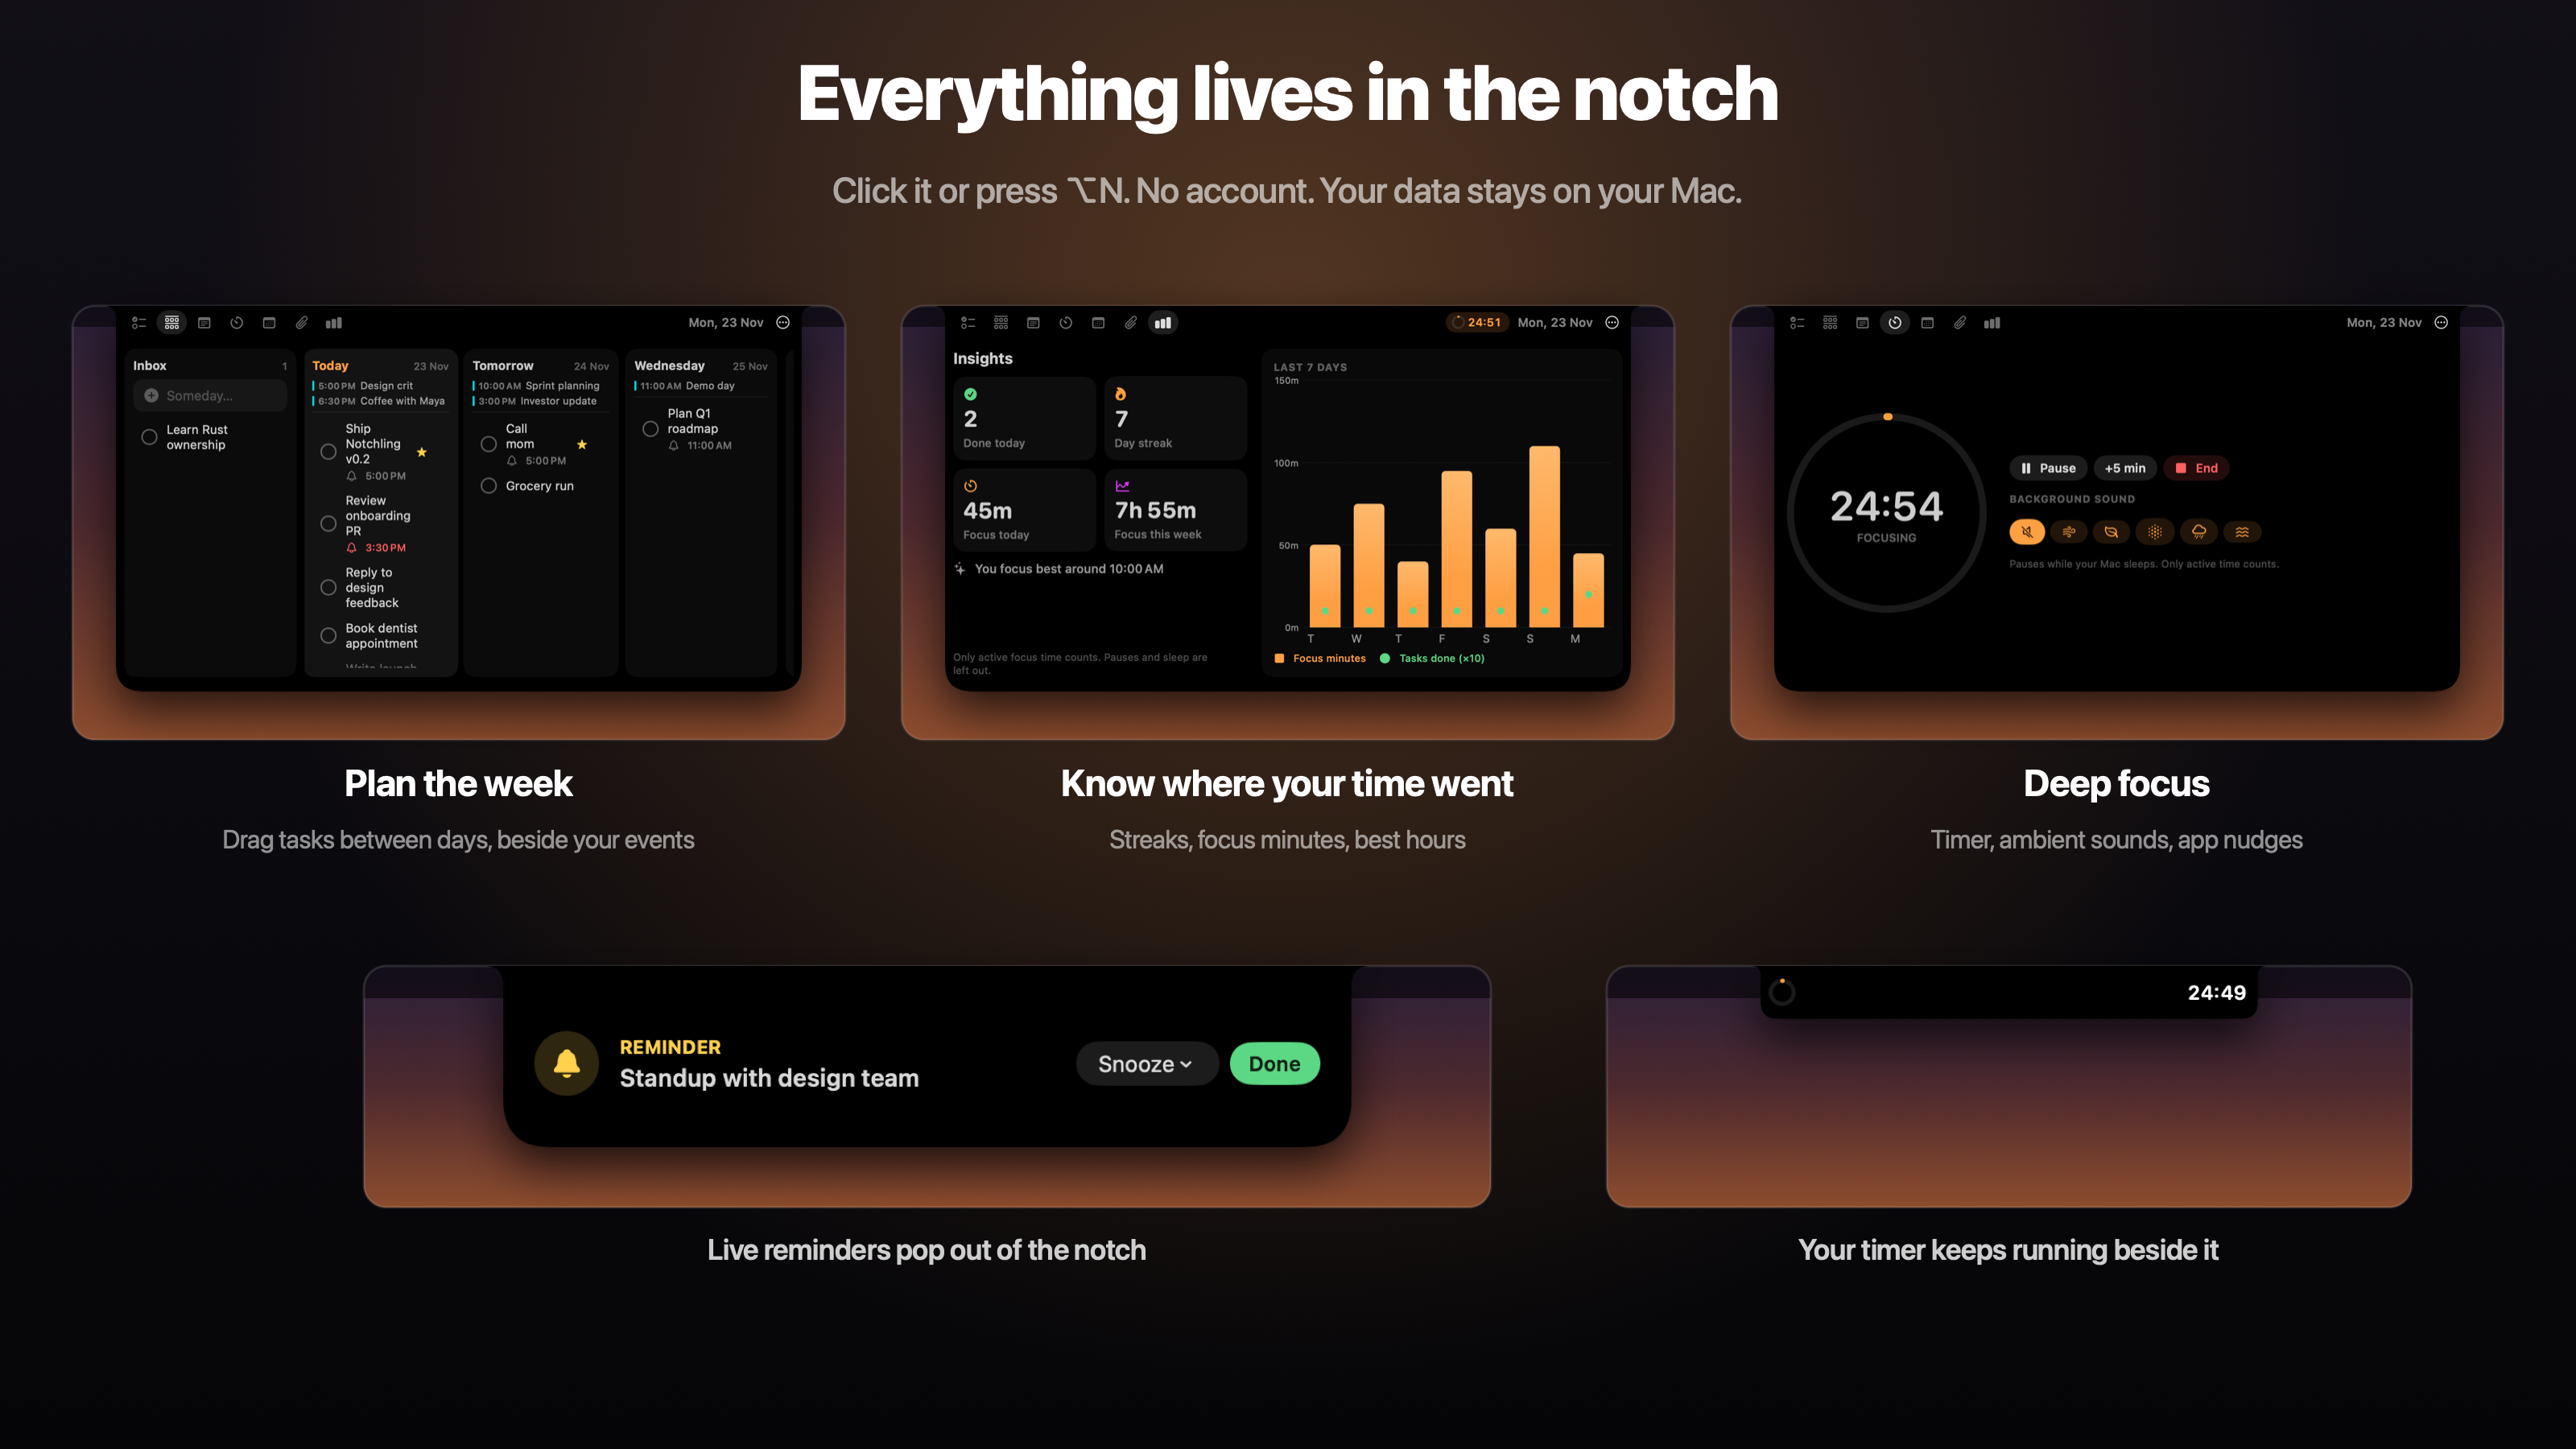 Everything lives in the notch
Click it or press ⌥N. No account. Your data stays on your Mac.
Mon, 23 Nov
Inbox 1
Someday...
Learn Rust
ownership
Today 23 Nov
5:00 PM Design crit
6:30 PM Coffee with Maya
Ship
Notchling
v0.2
5:00 PM
Review
onboarding
PR
3:30 PM
Reply to
design
feedback
Book dentist
appointment
Tomorrow 24 Nov
10:00 AM Sprint planning
3:00 PM Investor update
Call
mom
5:00 PM
Grocery run
Wednesday 25 Nov
11:00 AM Demo day
Plan Q1
roadmap
11:00 AM
Plan the week
Drag tasks between days, beside your events
24:51 Mon, 23 Nov
Insights
2
Done today
7
Day streak
45m
Focus today
7h 55m
Focus this week
You focus best around 10:00 AM
Only active focus time counts. Pauses and sleep are
left out.
LAST 7 DAYS
150m
100m
50m
0m
T W T F S S M
Focus minutes Tasks done (×10)
Know where your time went
Streaks, focus minutes, best hours
Mon, 23 Nov
24:54
FOCUSING
Pause +5 min End
BACKGROUND SOUND
Pauses while your Mac sleeps. Only active time counts.
Deep focus
Timer, ambient sounds, app nudges
REMINDER
Standup with design team
Snooze Done
Live reminders pop out of the notch
24:49
Your timer keeps running beside it